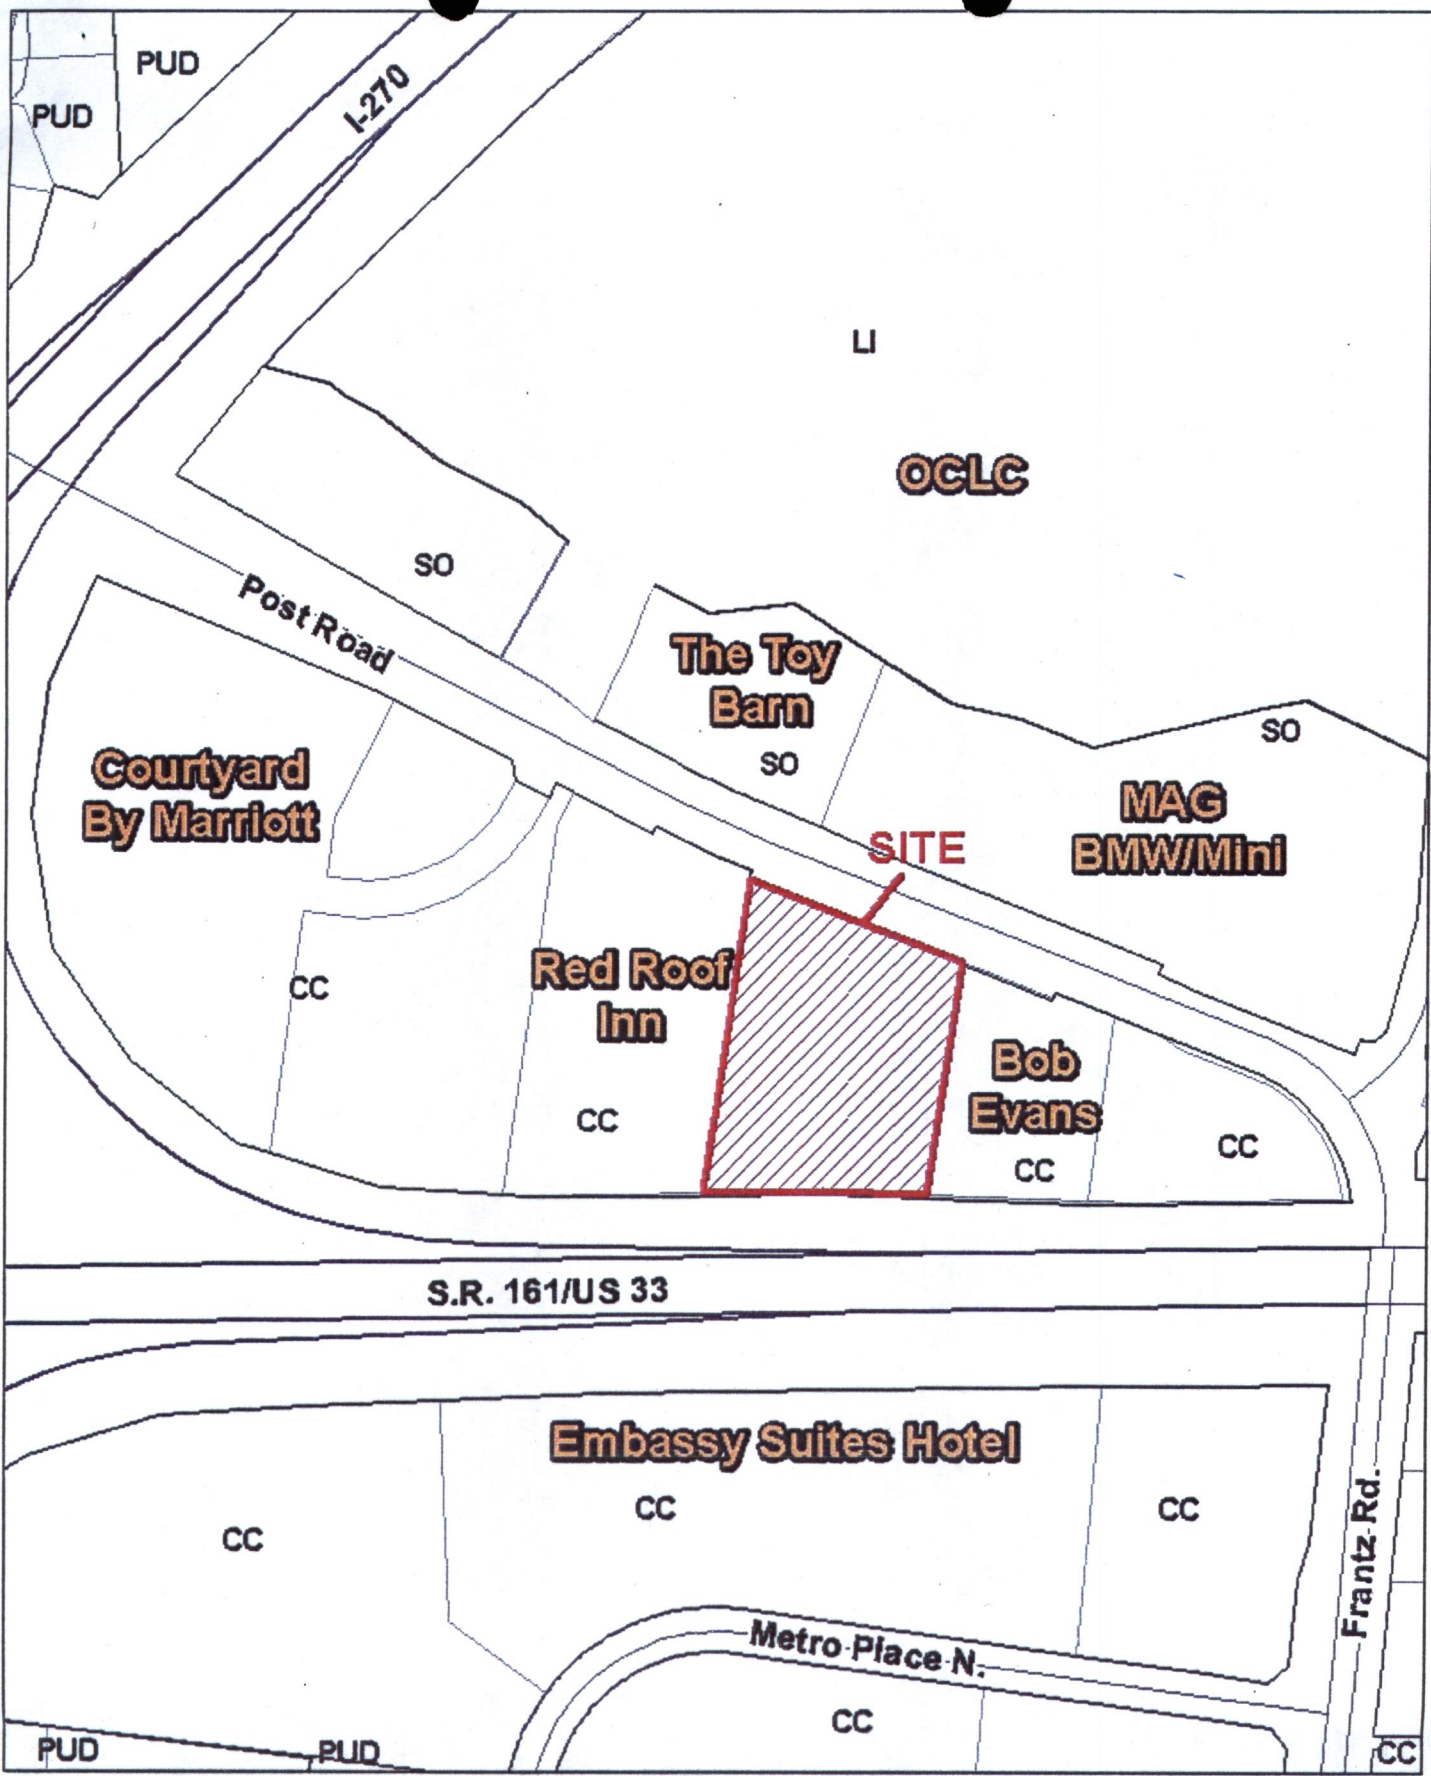 PUD
PUD
I-270
LI
OCLC
SO
Post Road
The Toy
Barn
SO
SO
MAG
BMW/Mini
Courtyard
By Marriott
SITE
CC
Red Roof
Inn
CC
Bob
Evans
CC
CC
S.R. 161/US 33
Embassy Suites Hotel
CC
CC
CC
Frantz Rd.
Metro Place N.
CC
PUD
PUD
CC